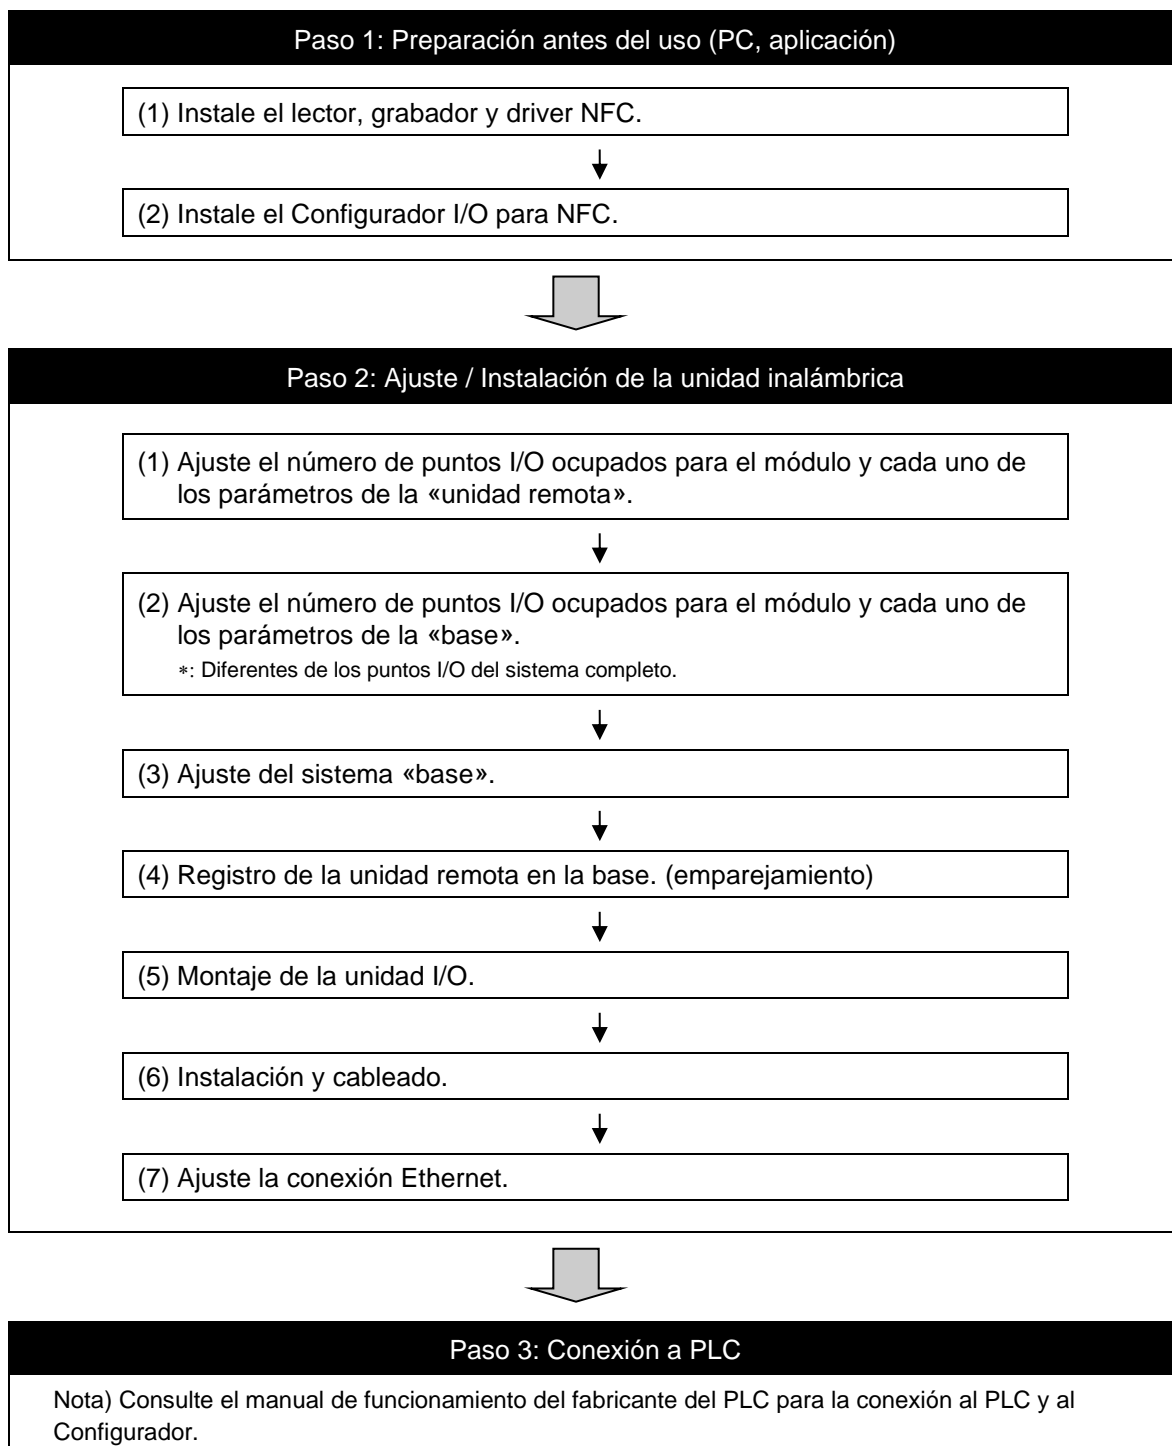 Paso 1: Preparación antes del uso (PC, aplicación)
(1) Instale el lector, grabador y driver NFC.
(2) Instale el Configurador I/O para NFC.
Paso 2: Ajuste / Instalación de la unidad inalámbrica
(1) Ajuste el número de puntos I/O ocupados para el módulo y cada uno de
los parámetros de la «unidad remota».
(2) Ajuste el número de puntos I/O ocupados para el módulo y cada uno de
los parámetros de la «base».
*: Diferentes de los puntos I/O del sistema completo.
(3) Ajuste del sistema «base».
(4) Registro de la unidad remota en la base. (emparejamiento)
(5) Montaje de la unidad I/O.
(6) Instalación y cableado.
(7) Ajuste la conexión Ethernet.
Paso 3: Conexión a PLC
Nota) Consulte el manual de funcionamiento del fabricante del PLC para la conexión al PLC y al
Configurador.